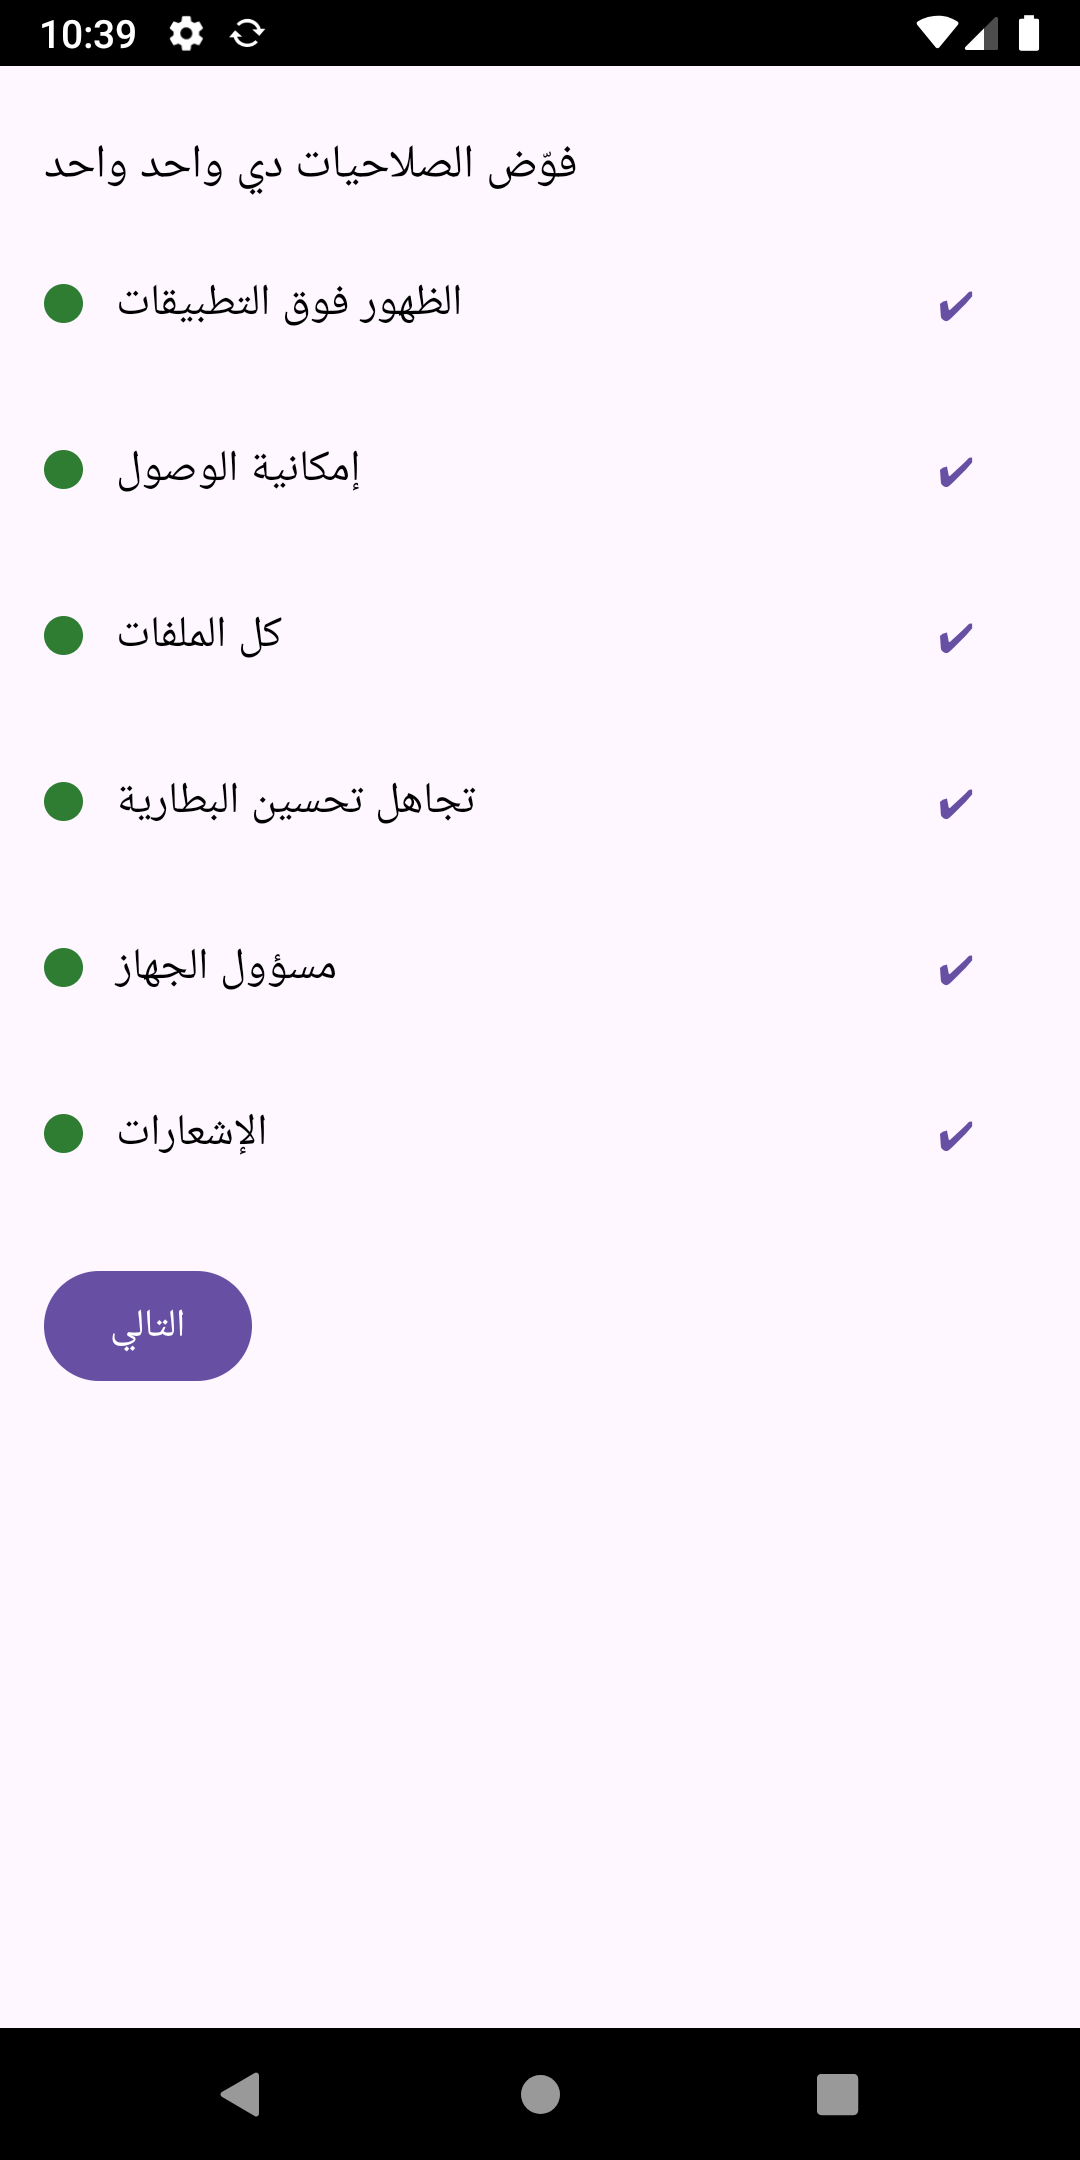 10:39
فوّض الصلاحيات دي واحد واحد
الظهور فوق التطبيقات ✔
إمكانية الوصول ✔
كل الملفات ✔
تجاهل تحسين البطارية ✔
مسؤول الجهاز ✔
الإشعارات ✔
التالي